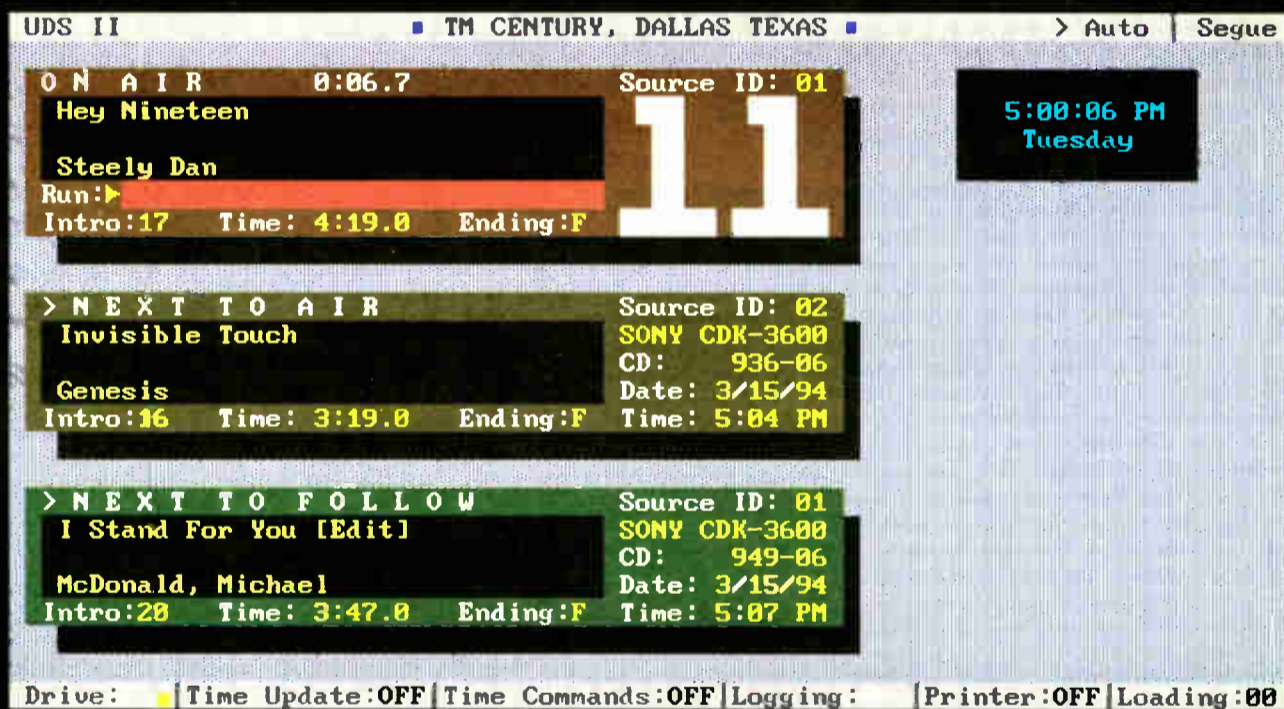 UDS II ▪ TM CENTURY, DALLAS TEXAS ▪ > Auto | Segue
O N A I R 0:06.7 Source ID: 01
Hey Nineteen
Steely Dan
11
Run:►
Intro:17 Time: 4:19.0 Ending:F
5:00:06 PM
Tuesday
> N E X T T O A I R Source ID: 02
Invisible Touch SONY CDK-3600
CD: 936-06
Genesis Date: 3/15/94
Intro:16 Time: 3:19.0 Ending:F Time: 5:04 PM
> N E X T T O F O L L O W Source ID: 01
I Stand For You [Edit] SONY CDK-3600
CD: 949-06
McDonald, Michael Date: 3/15/94
Intro:20 Time: 3:47.0 Ending:F Time: 5:07 PM
Drive: |Time Update:OFF|Time Commands:OFF|Logging: |Printer:OFF|Loading:00